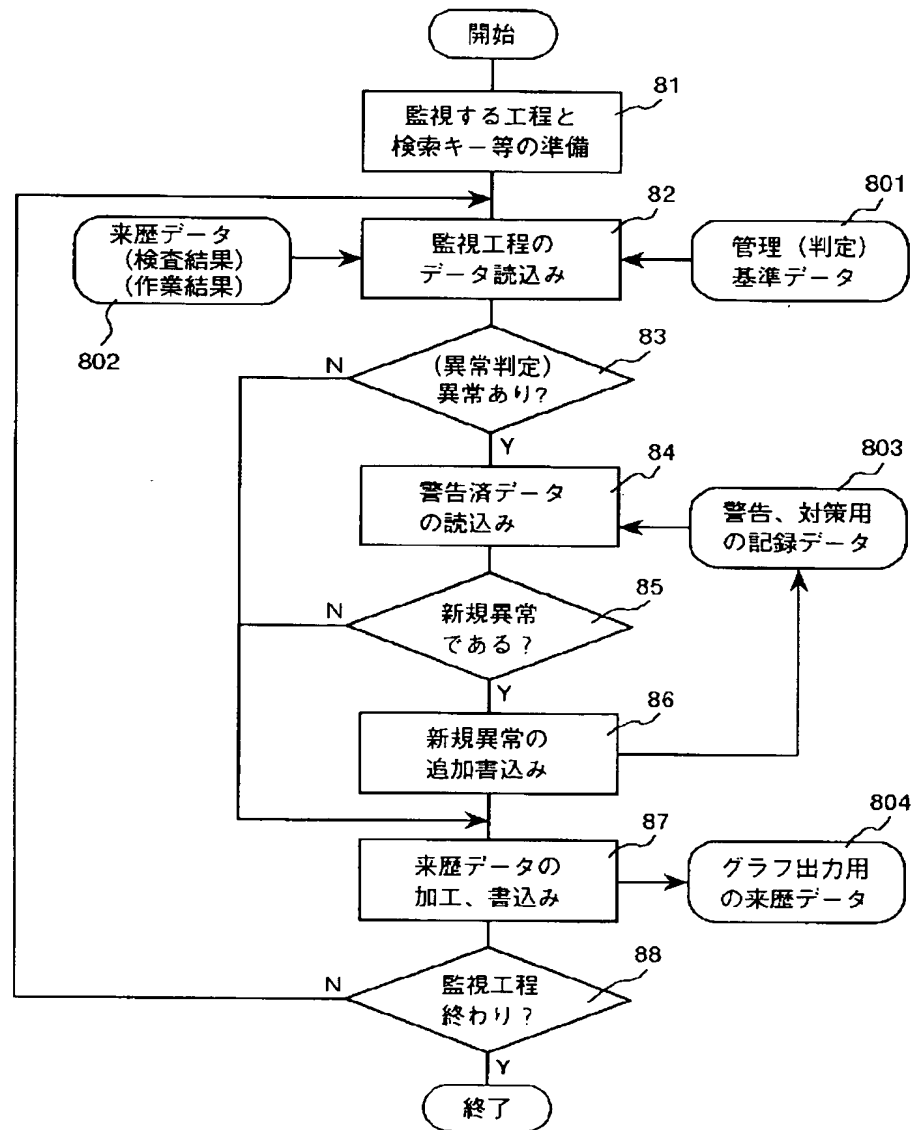 開始
81
監視する工程と
検索キー等の準備
82
監視工程の
データ読込み
801
管理（判定）
基準データ
来歴データ
（検査結果）
（作業結果）
802
83
（異常判定）
異常あり?
N
Y
84
警告済データ
の読込み
803
警告、対策用
の記録データ
85
新規異常
である?
N
Y
86
新規異常の
追加書込み
87
来歴データの
加工、書込み
804
グラフ出力用
の来歴データ
88
監視工程
終わり?
N
Y
終了